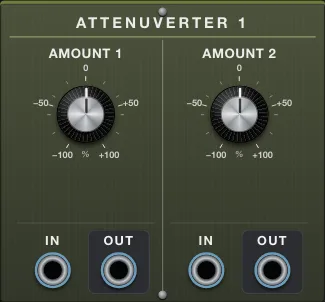 ATTENUVERTER 1
AMOUNT 1
0
-50 +50
-100 % +100
IN OUT
AMOUNT 2
0
-50 +50
-100 % +100
IN OUT